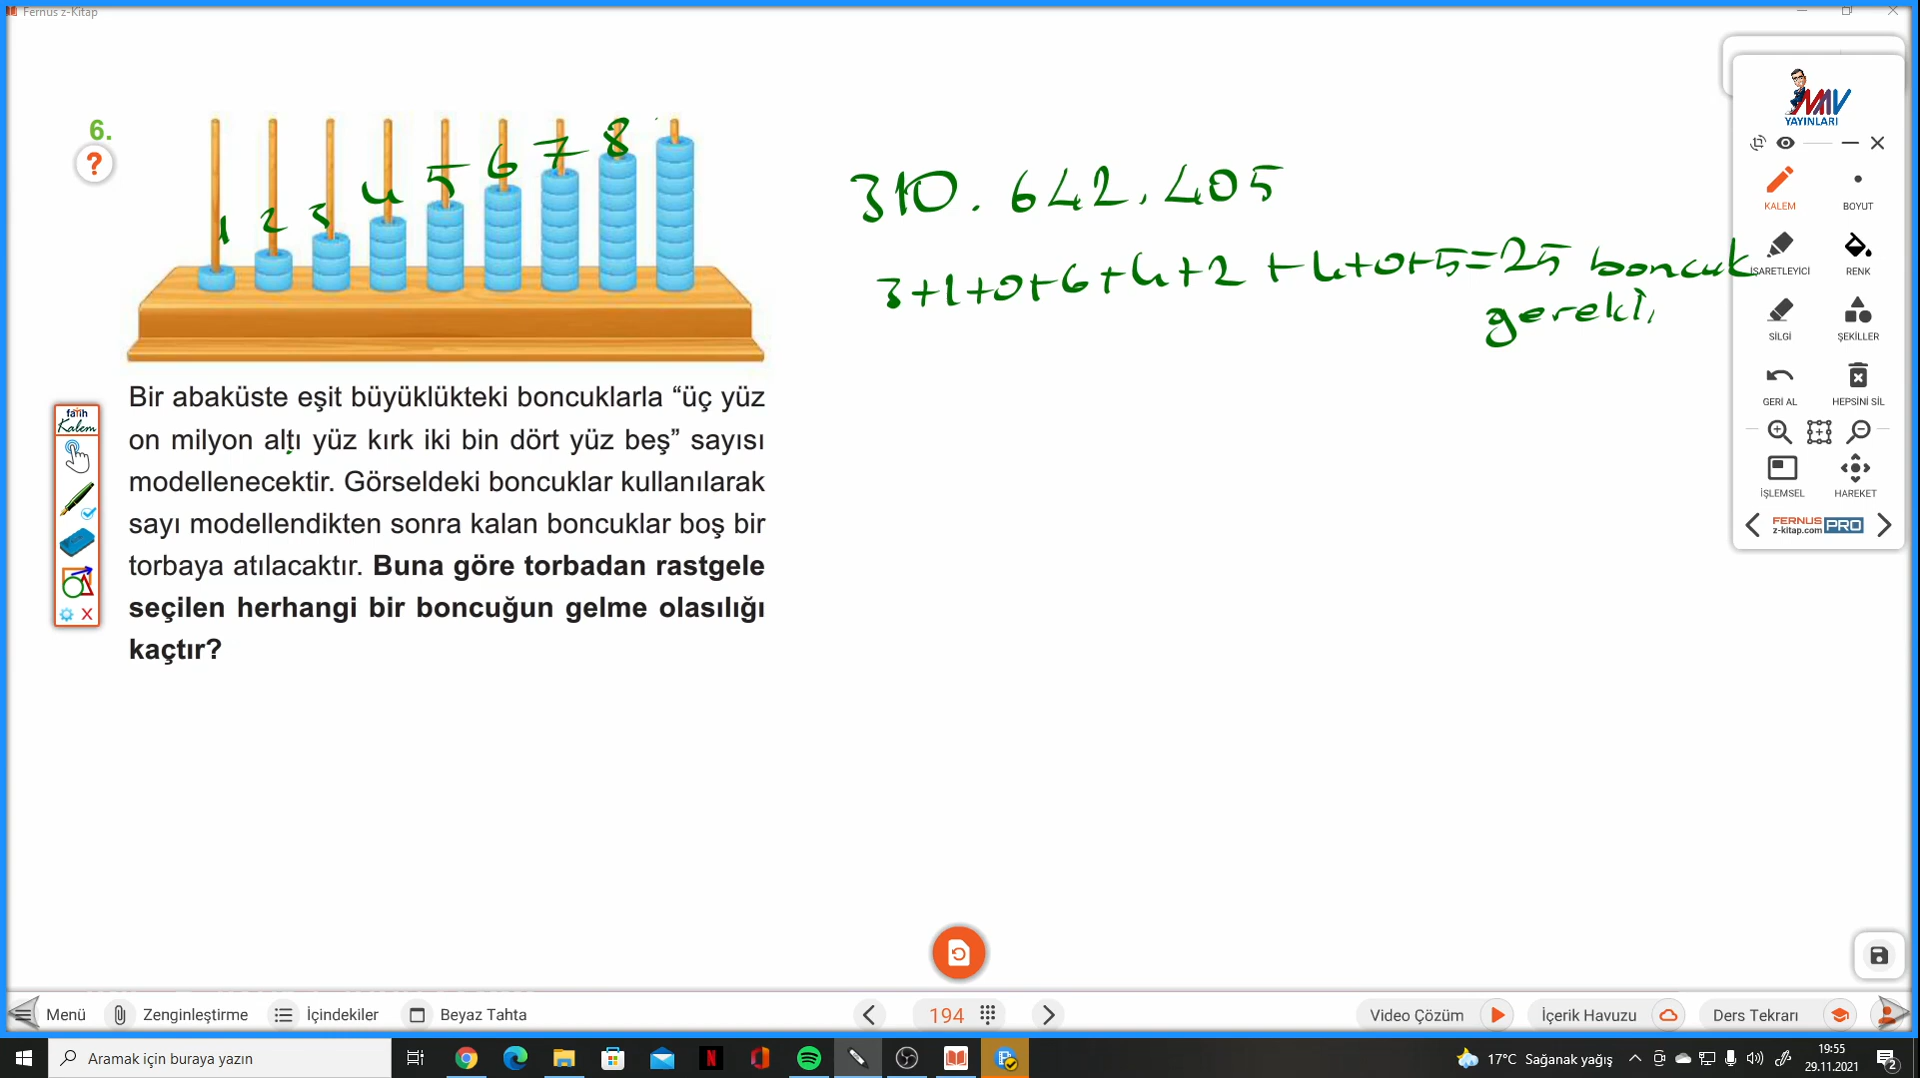 Fernus z-Kitap
6.
?
1 2 3 4 5 6 7 8
310.642.405
3+1+0+6+4+2+4+0+5=25 boncuk
gerekli
Bir abaküste eşit büyüklükteki boncuklarla “üç yüz
on milyon altı yüz kırk iki bin dört yüz beş” sayısı
modellenecektir. Görseldeki boncuklar kullanılarak
sayı modellendikten sonra kalan boncuklar boş bir
torbaya atılacaktır. Buna göre torbadan rastgele
seçilen herhangi bir boncuğun gelme olasılığı
kaçtır?
fatih
Kalem
YAYINLARI
KALEM BOYUT
İŞARETLEYİCİ RENK
SİLGİ ŞEKİLLER
GERİ AL HEPSİNİ SİL
İŞLEMSEL HAREKET
FERNUS PRO
z-kitap.com
Menü Zenginleştirme İçindekiler Beyaz Tahta 194 Video Çözüm İçerik Havuzu Ders Tekrarı
Aramak için buraya yazın 17°C Sağanak yağış 19:55
29.11.2021 2